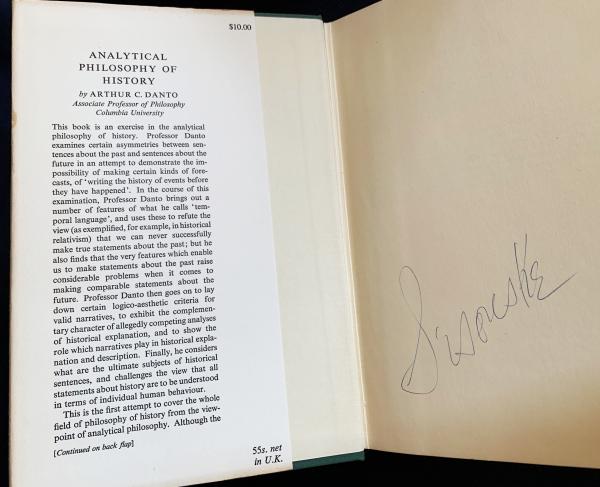 $10.00
ANALYTICAL
PHILOSOPHY OF
HISTORY
by ARTHUR C. DANTO
Associate Professor of Philosophy
Columbia University
This book is an exercise in the analytical
philosophy of history. Professor Danto
examines certain asymmetries between sen-
tences about the past and sentences about the
future in an attempt to demonstrate the im-
possibility of making certain kinds of fore-
casts, of ‘writing the history of events before
they have happened’. In the course of this
examination, Professor Danto brings out a
number of features of what he calls ‘tem-
poral language’, and uses these to refute the
view (as exemplified, for example, in historical
relativism) that we can never successfully
make true statements about the past; but he
also finds that the very features which enable
us to make statements about the past raise
considerable problems when it comes to
making comparable statements about the
future. Professor Danto then goes on to lay
down certain logico-aesthetic criteria for
valid narratives, to exhibit the complemen-
tary character of allegedly competing analyses
of historical explanation, and to show the
role which narratives play in historical expla-
nation and description. Finally, he considers
what are the ultimate subjects of historical
sentences, and challenges the view that all
statements about history are to be understood
in terms of individual human behaviour.
This is the first attempt to cover the whole
field of philosophy of history from the view-
point of analytical philosophy. Although the
[Continued on back flap]
55s. net
in U.K.